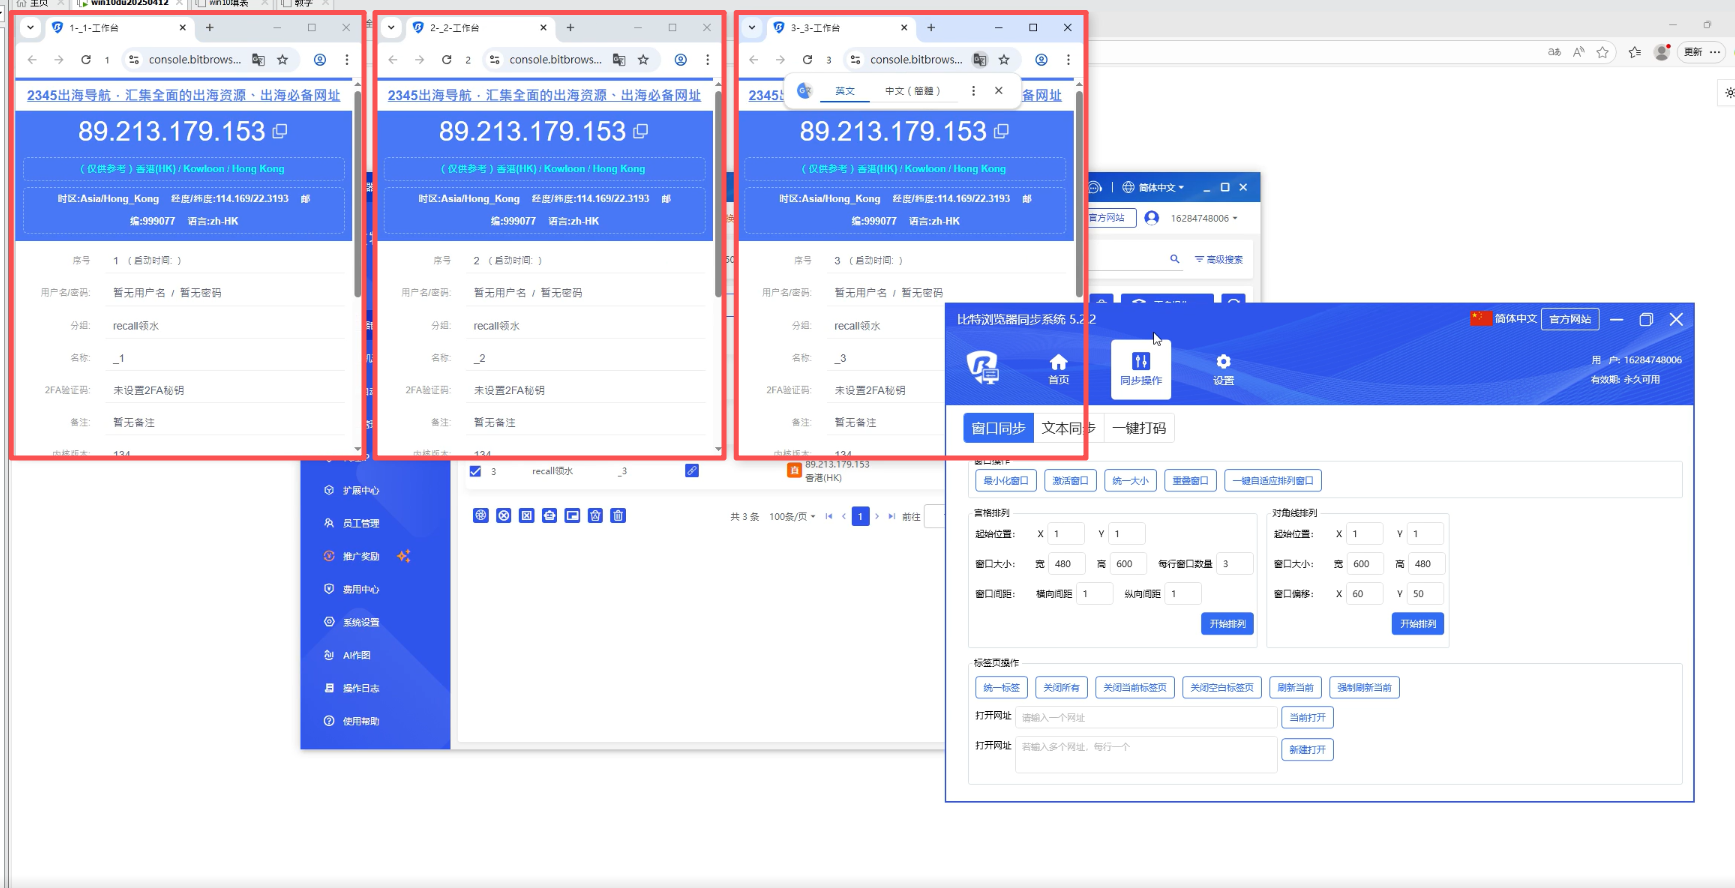 主页
win10du20250412
win10填表
教学
1-_1-工作台
1
console.bitbrows...
2345出海导航·汇集全面的出海资源、出海必备网址
89.213.179.153
（仅供参考）香港(HK) / Kowloon / Hong Kong
时区:Asia/Hong_Kong 经度/纬度:114.169/22.3193 邮
编:999077 语言:zh-HK
序号 1 （启动时间: ）
用户名/密码: 暂无用户名 / 暂无密码
分组: recall领水
名称: _1
2FA验证码: 未设置2FA秘钥
备注: 暂无备注
内核版本: 134
2-_2-工作台
2
console.bitbrows...
2345出海导航·汇集全面的出海资源、出海必备网址
89.213.179.153
（仅供参考）香港(HK) / Kowloon / Hong Kong
时区:Asia/Hong_Kong 经度/纬度:114.169/22.3193 邮
编:999077 语言:zh-HK
序号 2 （启动时间: ）
用户名/密码: 暂无用户名 / 暂无密码
分组: recall领水
名称: _2
2FA验证码: 未设置2FA秘钥
备注: 暂无备注
内核版本: 134
3-_3-工作台
3
console.bitbrows...
英文 中文（簡體）
2345 备网址
89.213.179.153
（仅供参考）香港(HK) / Kowloon / Hong Kong
时区:Asia/Hong_Kong 经度/纬度:114.169/22.3193 邮
编:999077 语言:zh-HK
序号 3 （启动时间: ）
用户名/密码: 暂无用户名 / 暂无密码
分组: recall领水
名称: _3
2FA验证码: 未设置2FA秘钥
备注: 暂无备注
内核版本: 134
更新
简体中文
官方网站
16284748006
高级搜索
3 recall领水 _3
89.213.179.153
香港(HK)
共 3 条 100条/页 1 前往
扩展中心
员工管理
推广奖励
费用中心
系统设置
AI作图
操作日志
使用帮助
比特浏览器同步系统 5.2.2
简体中文 官方网站
首页
同步操作
设置
用 户: 16284748006
有效期: 永久可用
窗口同步 文本同步 一键打码
窗口操作
最小化窗口 激活窗口 统一大小 重叠窗口 一键自适应排列窗口
宫格排列
起始位置: X 1 Y 1
窗口大小: 宽 480 高 600 每行窗口数量 3
窗口间距: 横向间距 1 纵向间距 1
开始排列
对角线排列
起始位置: X 1 Y 1
窗口大小: 宽 600 高 480
窗口偏移: X 60 Y 50
开始排列
标签页操作
统一标签 关闭所有 关闭当前标签页 关闭空白标签页 刷新当前 强制刷新当前
打开网址 请输入一个网址 当前打开
打开网址 若输入多个网址，每行一个 新建打开